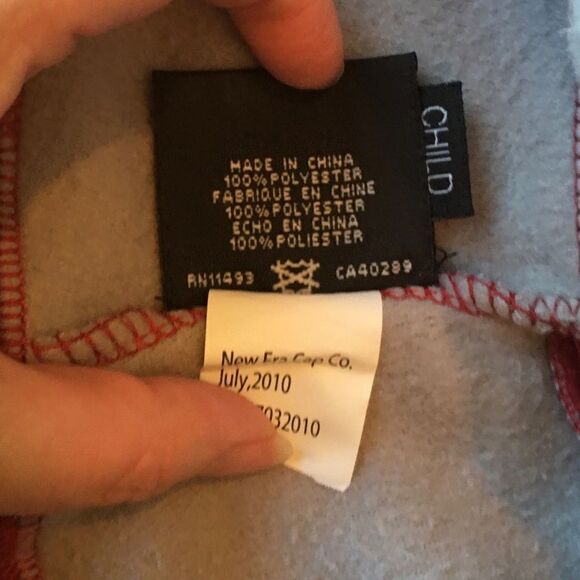 MADE IN CHINA
100% POLYESTER
FABRIQUE EN CHINE
100% POLYESTER
ECHO EN CHINA
100% POLIESTER
RN11493 CA40299
CHILD
New Era Cap Co,
July,2010
7032010